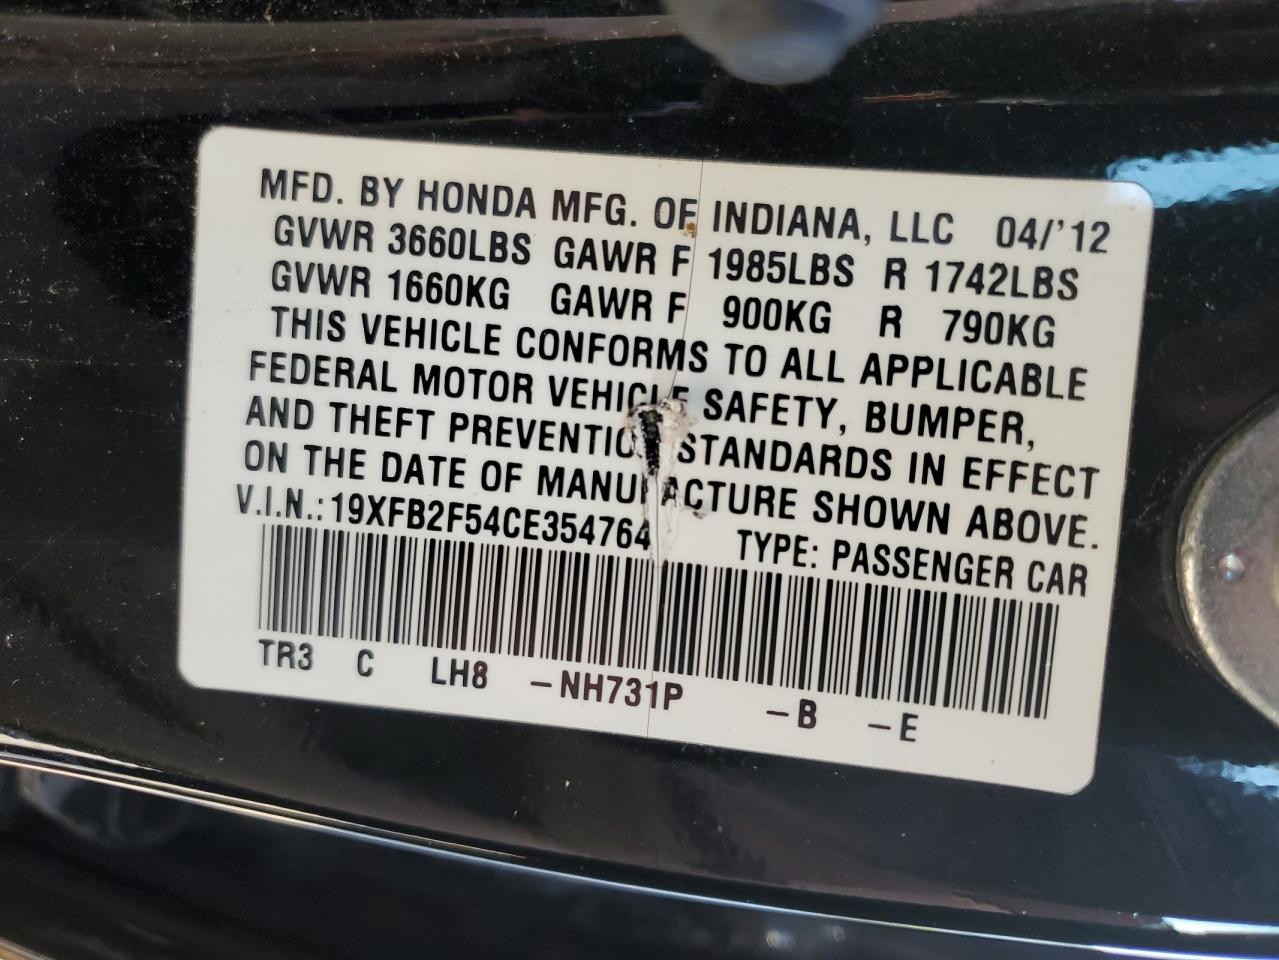 MFD. BY HONDA MFG. OF INDIANA, LLC 04/'12
GVWR 3660LBS GAWR F 1985LBS R 1742LBS
GVWR 1660KG GAWR F 900KG R 790KG
THIS VEHICLE CONFORMS TO ALL APPLICABLE
FEDERAL MOTOR VEHICLE SAFETY, BUMPER,
AND THEFT PREVENTION STANDARDS IN EFFECT
ON THE DATE OF MANUFACTURE SHOWN ABOVE.
V.I.N.: 19XFB2F54CE354764 TYPE: PASSENGER CAR
TR3 C LH8 -NH731P -B -E